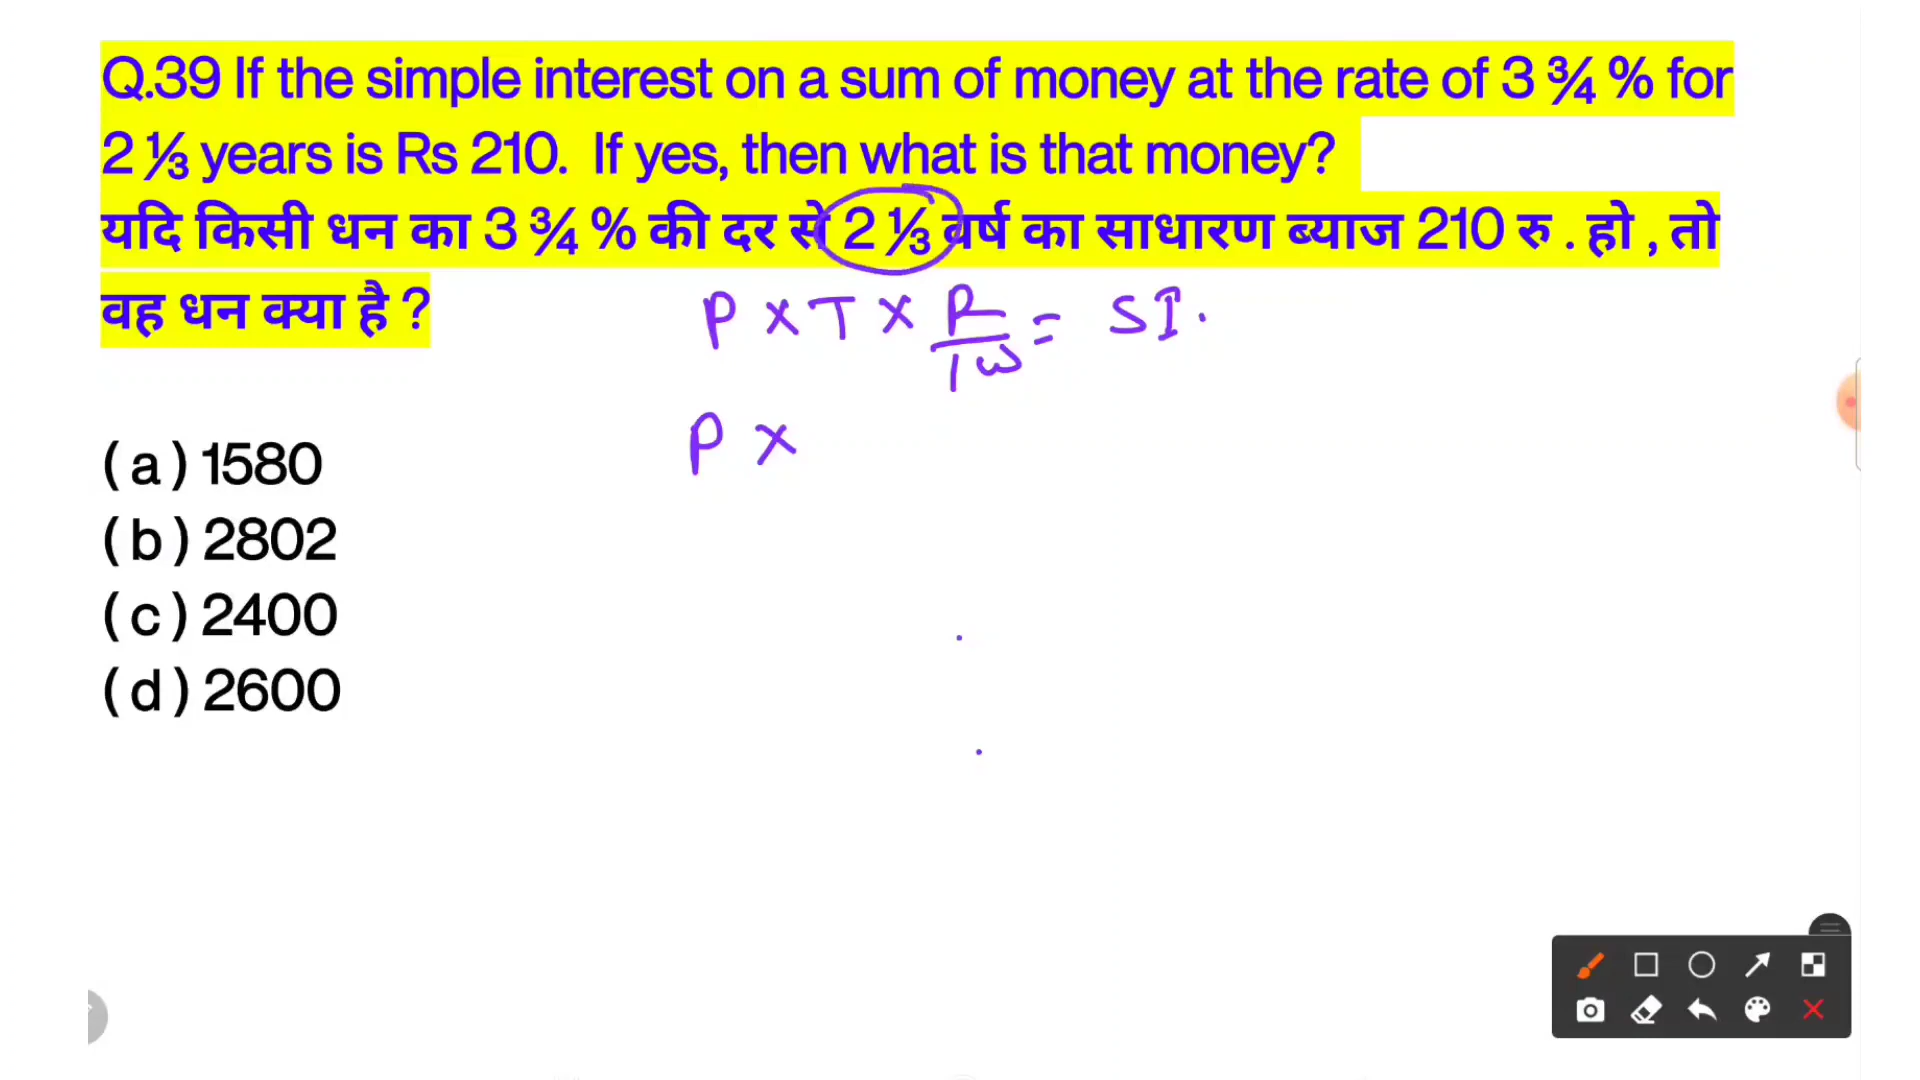 Q.39 If the simple interest on a sum of money at the rate of 3 ¾ % for
2 ⅓ years is Rs 210.  If yes, then what is that money?
यदि किसी धन का 3 ¾ % की दर से 2 ⅓ वर्ष का साधारण ब्याज 210 रु . हो , तो
वह धन क्या है ?
P × T × R/100 = SI.
P ×
( a ) 1580
( b ) 2802
( c ) 2400
( d ) 2600